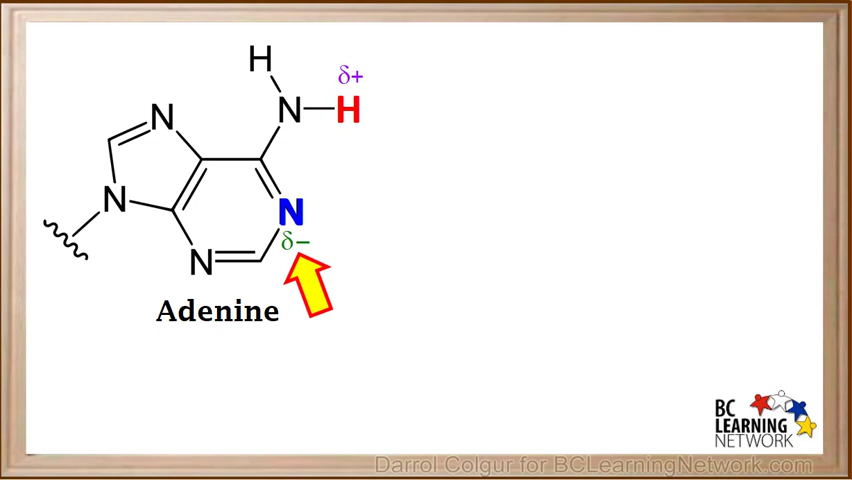 H
δ+
N
N
H
N
N
δ−
N
Adenine
BC
LEARNING
NETWORK
Darrol Colgur for BCLearningNetwork.com